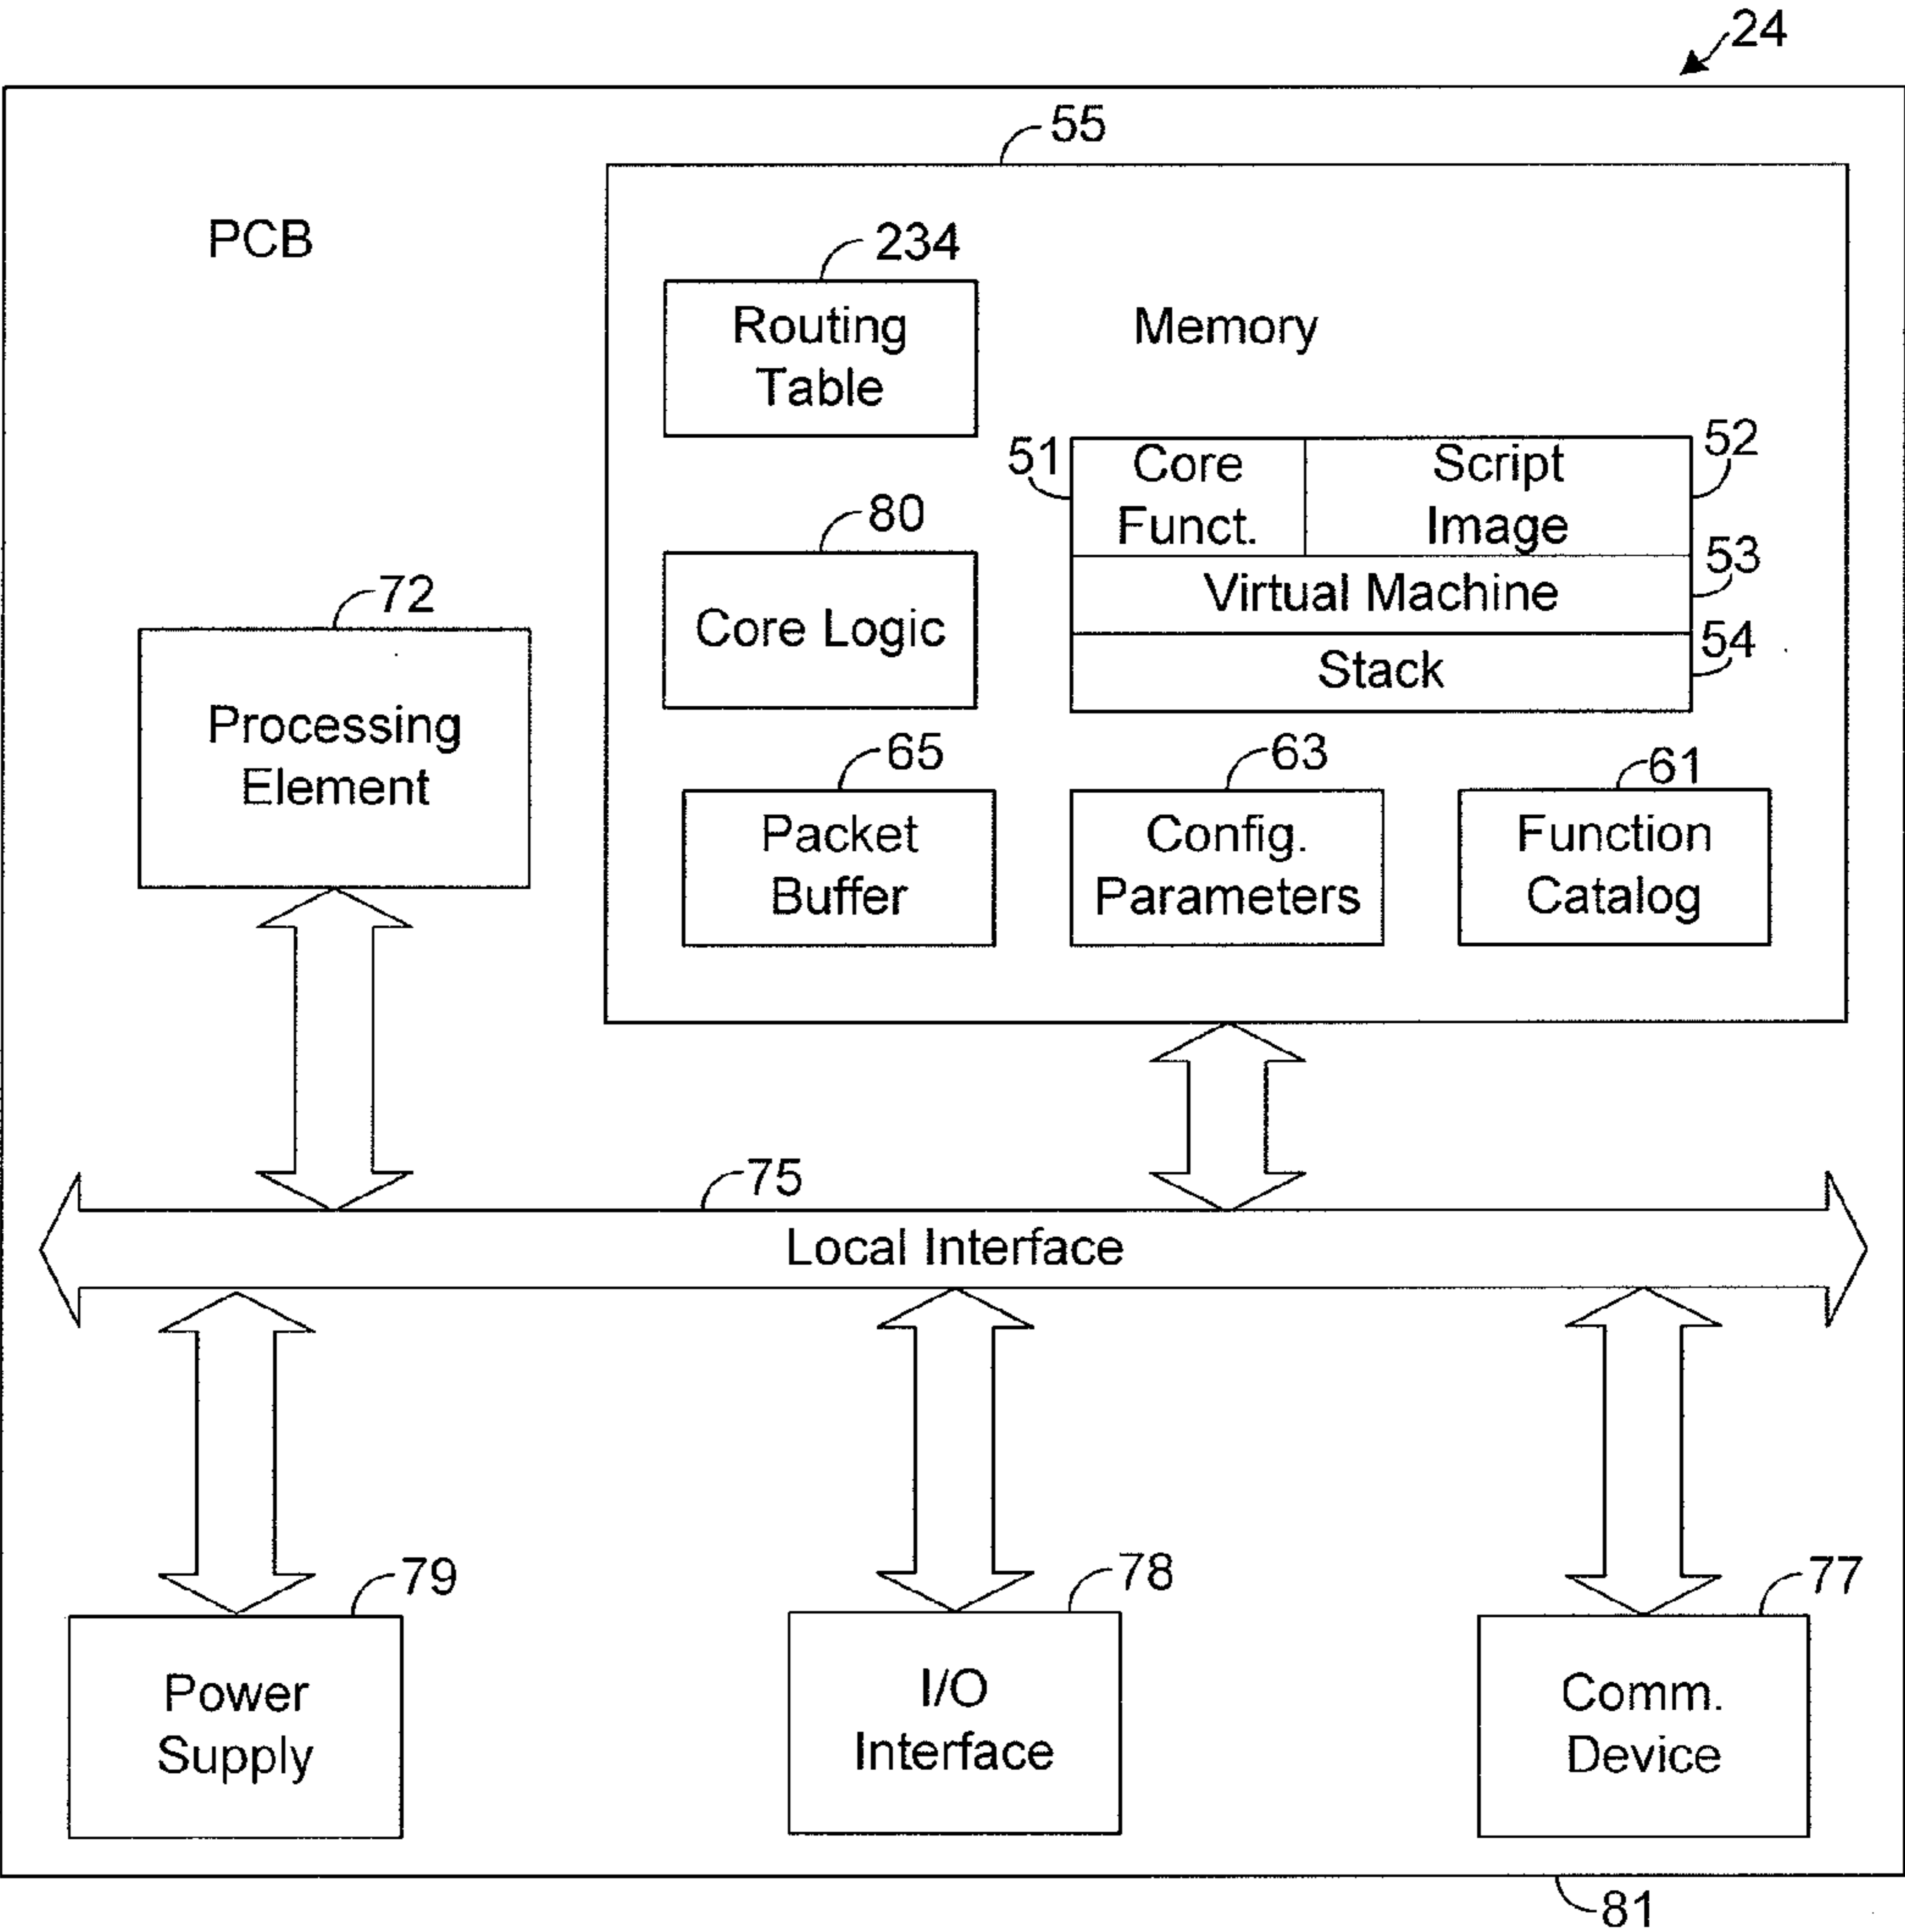 24
55
PCB
234
Routing
Table
Memory
51
Core
Funct.
Script
Image
52
80
Core Logic
Virtual Machine
53
72
Stack
54
Processing
Element
65
Packet
Buffer
63
Config.
Parameters
61
Function
Catalog
75
Local Interface
79
Power
Supply
78
I/O
Interface
77
Comm.
Device
81